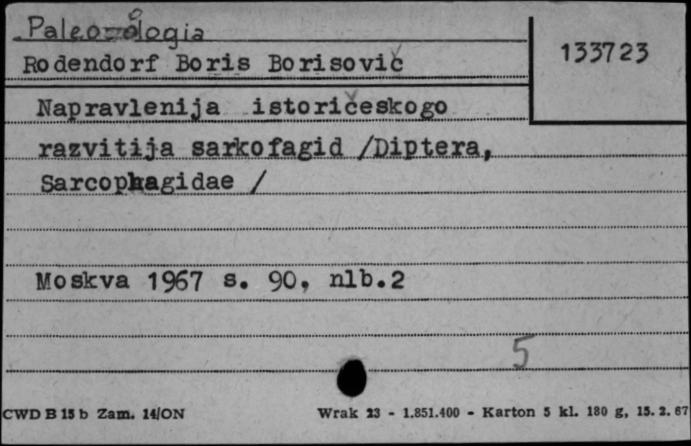 Paleozoologia
133723
Rodendorf Boris Borisovič
Napravlenija istoričeskogo
razvitija sarkofagid /Diptera,
Sarcophagidae /
Moskva 1967 s. 90, nlb.2
5
CWD B 15 b Zam. 14/ON
Wrak 23 - 1.851.400 - Karton 5 kl. 180 g, 15. 2. 67